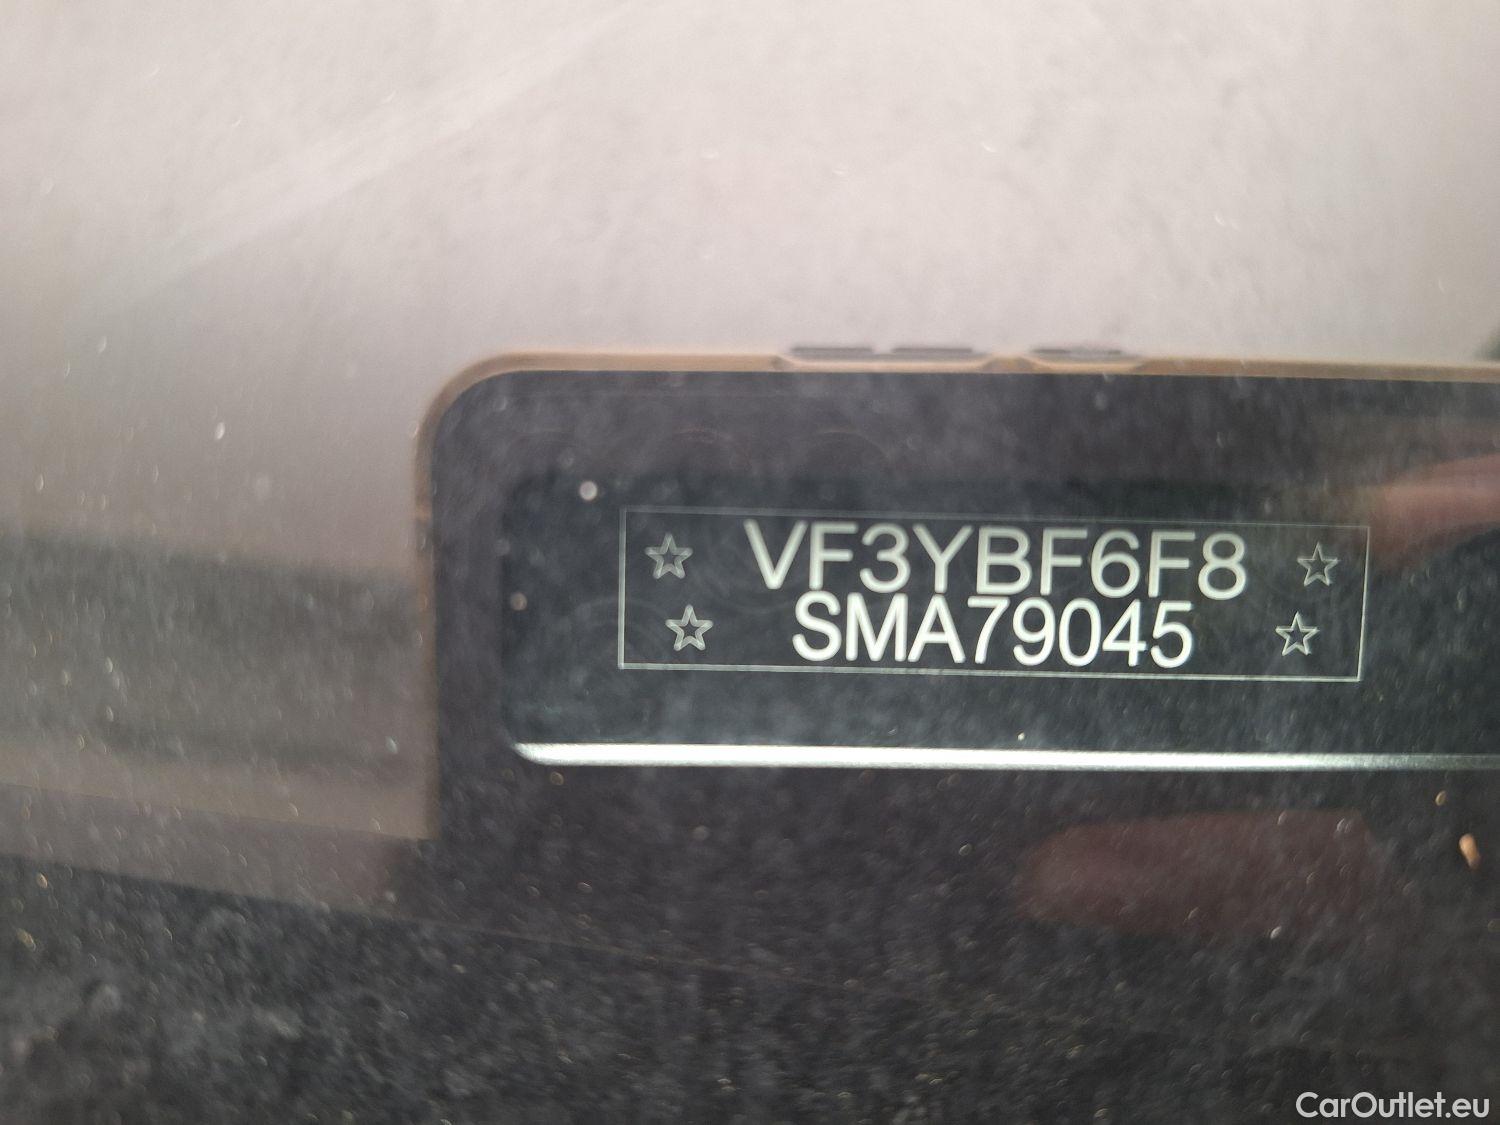 ☆ VF3YBF6F8 ☆
☆ SMA79045 ☆
CarOutlet.eu